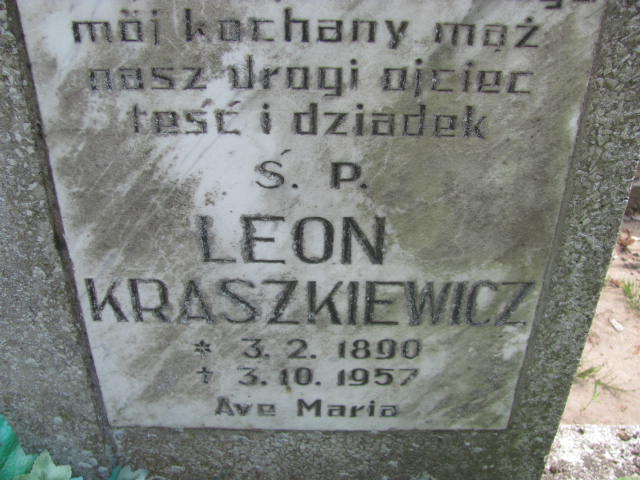 mój kochany mąż
nasz drogi ojciec
teść i dziadek
Ś. P.
LEON
KRASZKIEWICZ
* 3. 2. 1890
† 3. 10. 1957
Ave Maria